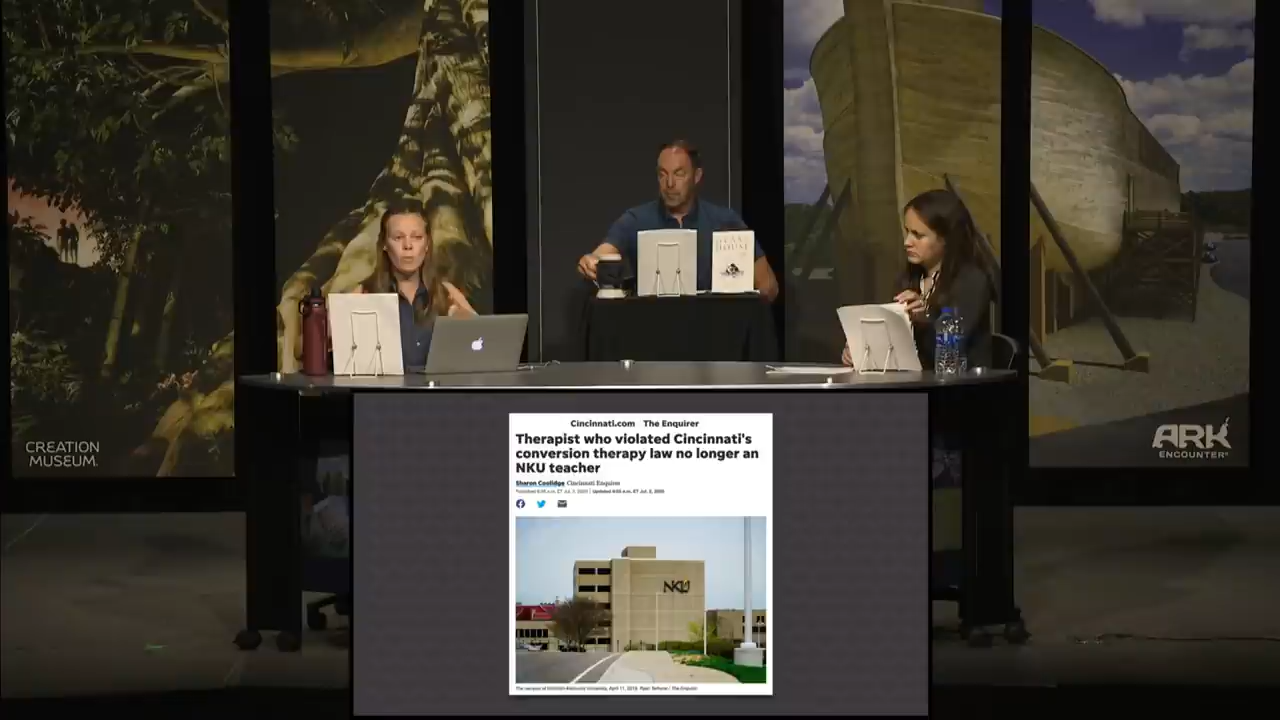 CREATION
MUSEUM
ARK
ENCOUNTER
Cincinnati.com The Enquirer
Therapist who violated Cincinnati's
conversion therapy law no longer an
NKU teacher
Sharon Coolidge Cincinnati Enquirer
NKU